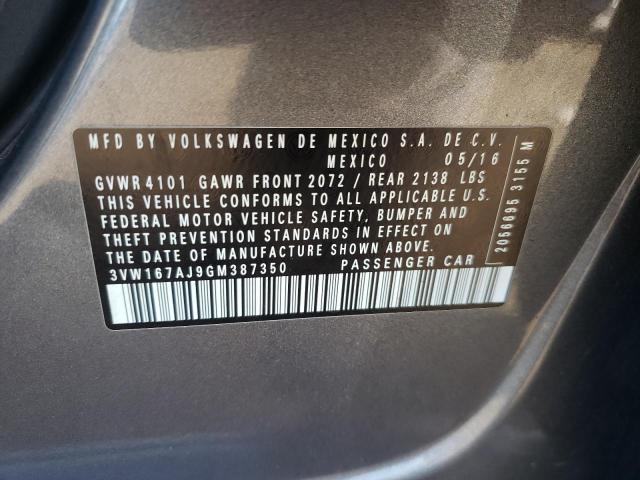 MFD BY VOLKSWAGEN DE MEXICO S.A. DE C.V.
MEXICO 05/16
GVWR 4101 GAWR FRONT 2072 / REAR 2138 LBS
THIS VEHICLE CONFORMS TO ALL APPLICABLE U.S.
FEDERAL MOTOR VEHICLE SAFETY, BUMPER AND
THEFT PREVENTION STANDARDS IN EFFECT ON
THE DATE OF MANUFACTURE SHOWN ABOVE.
3VW167AJ9GM387350 PASSENGER CAR
2056695 3155 M